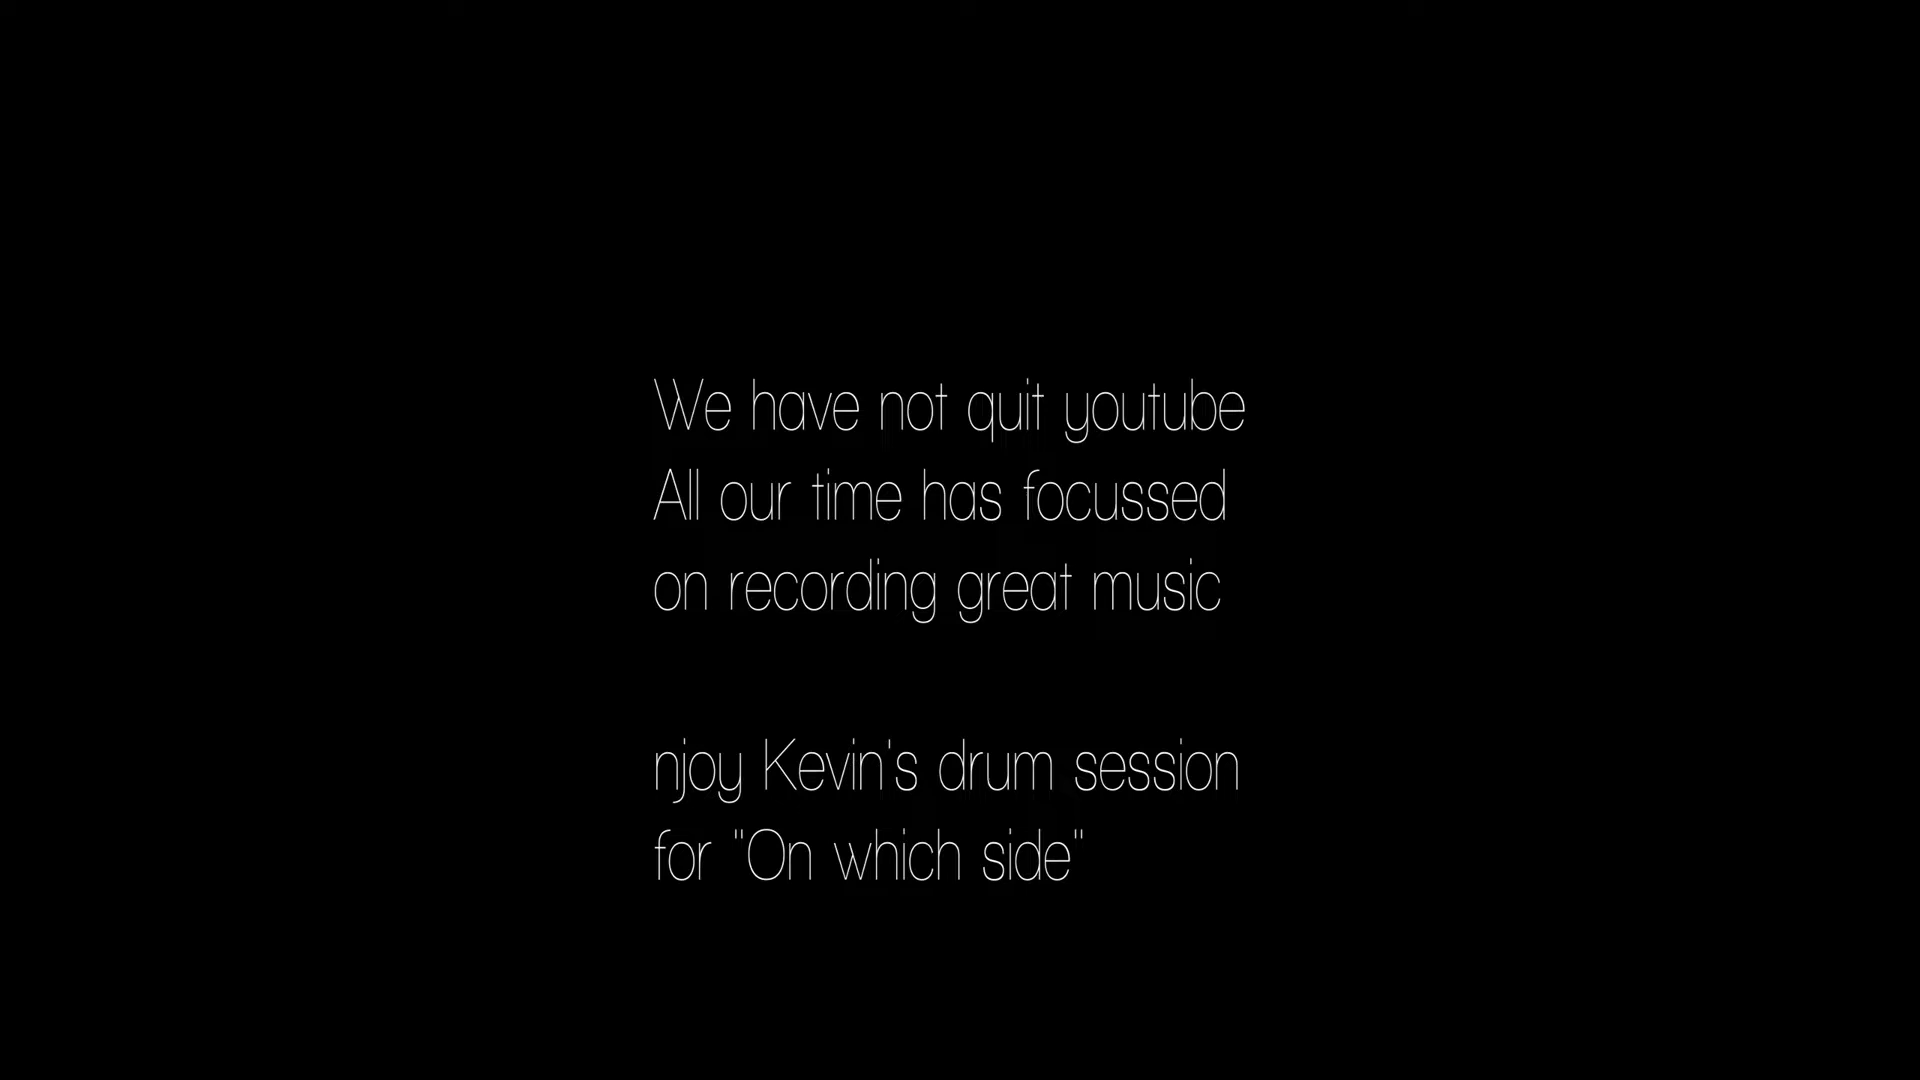 We have not quit youtube
All our time has focussed
on recording great music
njoy Kevin's drum session
for "On which side"